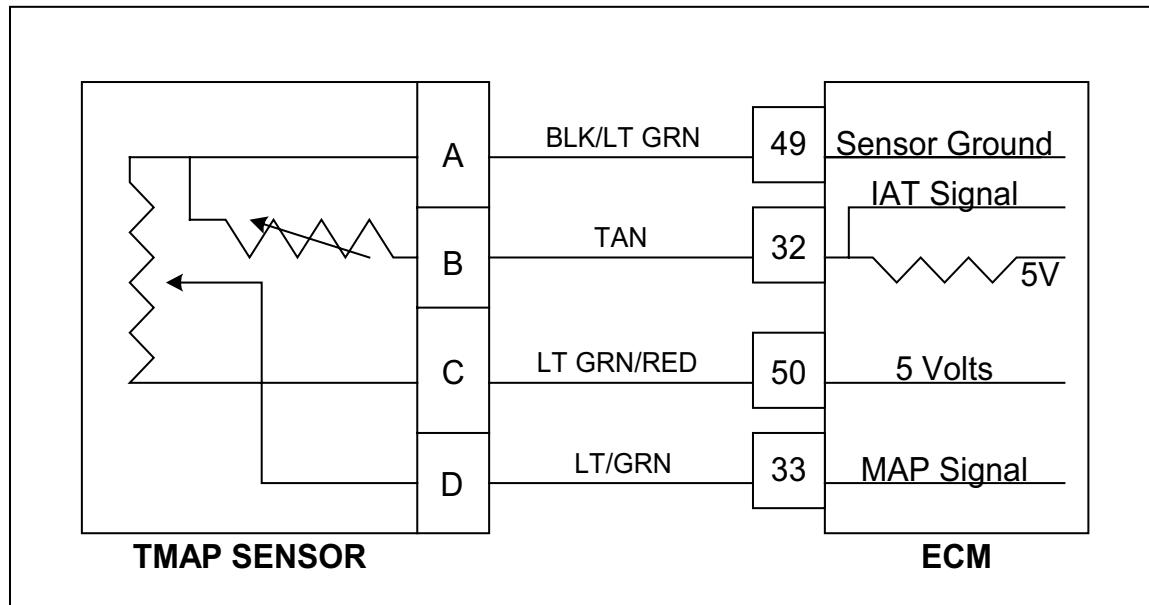 A
BLK/LT GRN
49
Sensor Ground
IAT Signal
B
TAN
32
5V
C
LT GRN/RED
50
5 Volts
D
LT/GRN
33
MAP Signal
TMAP SENSOR
ECM